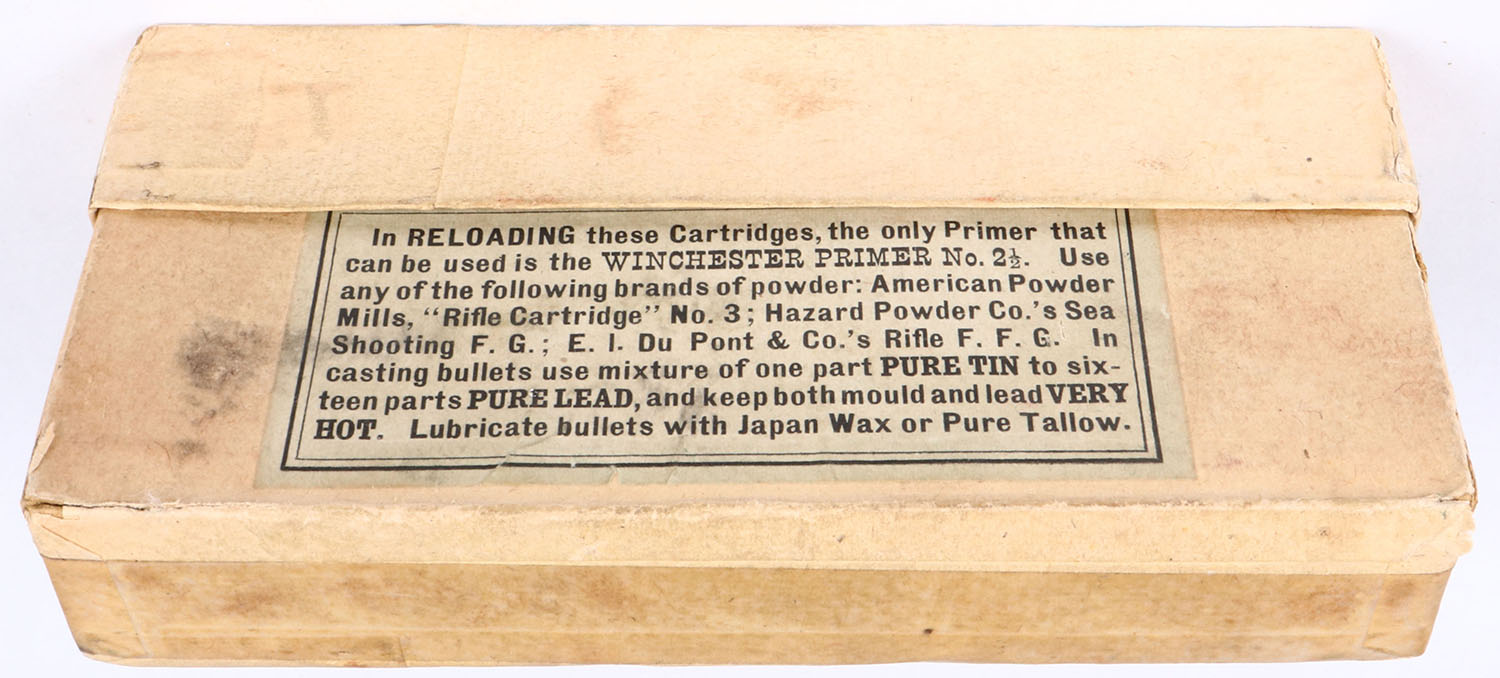 In RELOADING these Cartridges, the only Primer that
can be used is the WINCHESTER PRIMER No. 2½. Use
any of the following brands of powder: American Powder
Mills, "Rifle Cartridge" No. 3; Hazard Powder Co.'s Sea
Shooting F. G.; E. I. Du Pont & Co.'s Rifle F. F. G. In
casting bullets use mixture of one part PURE TIN to six-
teen parts PURE LEAD, and keep both mould and lead VERY
HOT. Lubricate bullets with Japan Wax or Pure Tallow.